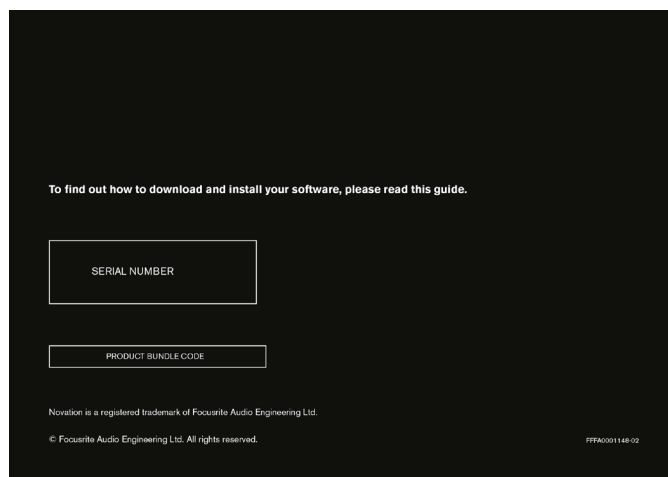 To find out how to download and install your software, please read this guide.
SERIAL NUMBER
PRODUCT BUNDLE CODE
Novation is a registered trademark of Focusrite Audio Engineering Ltd.
© Focusrite Audio Engineering Ltd. All rights reserved.
FFFA0001148-02